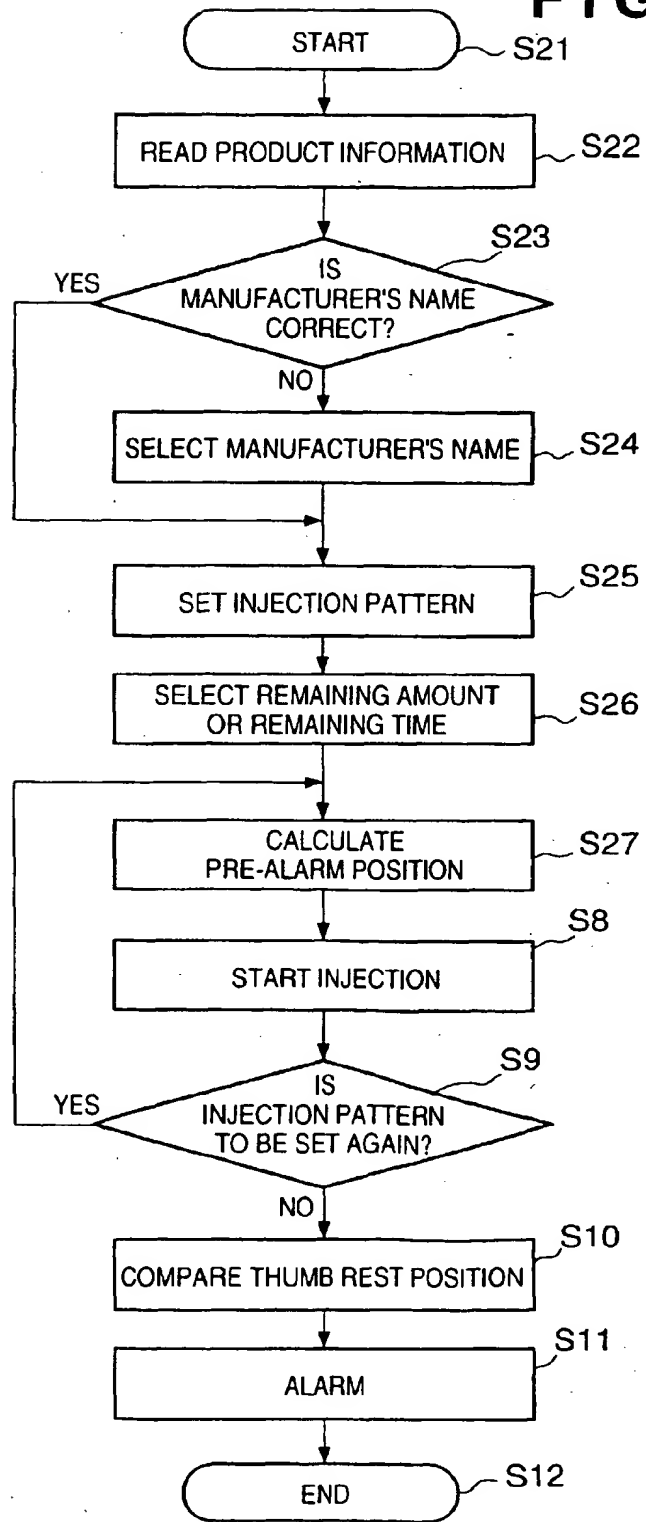 FIG
START
S21
READ PRODUCT INFORMATION
S22
S23
YES
IS
MANUFACTURER'S NAME
CORRECT?
NO
SELECT MANUFACTURER'S NAME
S24
S25
SET INJECTION PATTERN
SELECT REMAINING AMOUNT
OR REMAINING TIME
S26
CALCULATE
PRE-ALARM POSITION
S27
S8
START INJECTION
S9
YES
IS
INJECTION PATTERN
TO BE SET AGAIN?
NO
S10
COMPARE THUMB REST POSITION
S11
ALARM
END
S12